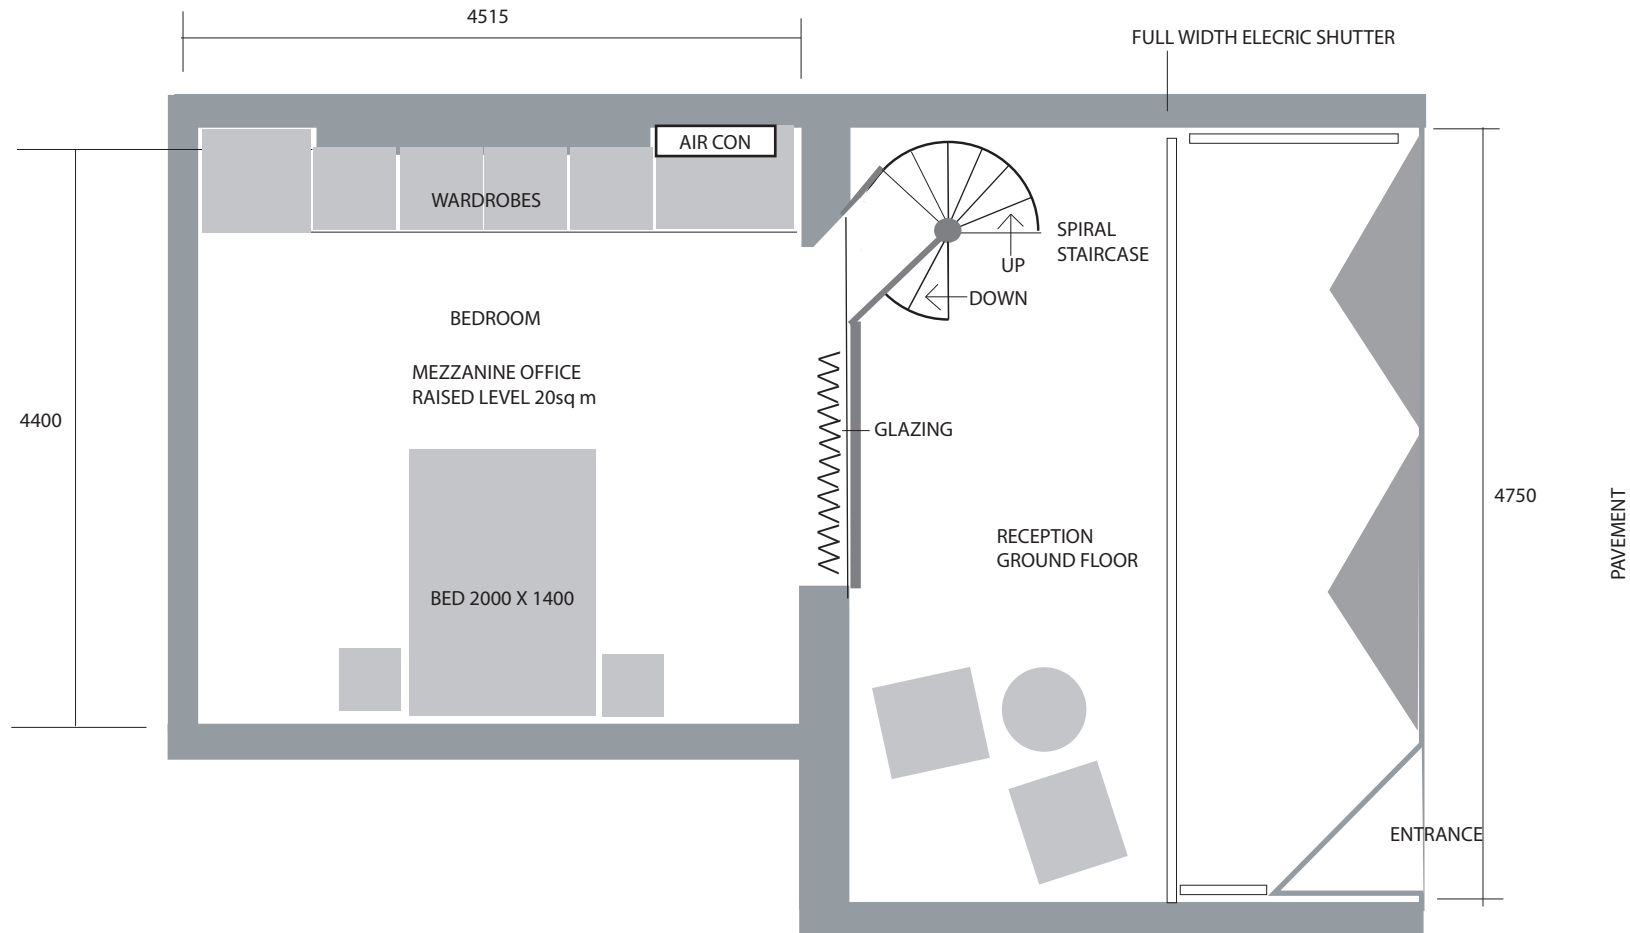 4515
FULL WIDTH ELECRIC SHUTTER
AIR CON
WARDROBES
SPIRAL
STAIRCASE
UP
DOWN
BEDROOM
MEZZANINE OFFICE
RAISED LEVEL 20sq m
4400
GLAZING
4750
PAVEMENT
RECEPTION
GROUND FLOOR
BED 2000 X 1400
ENTRANCE